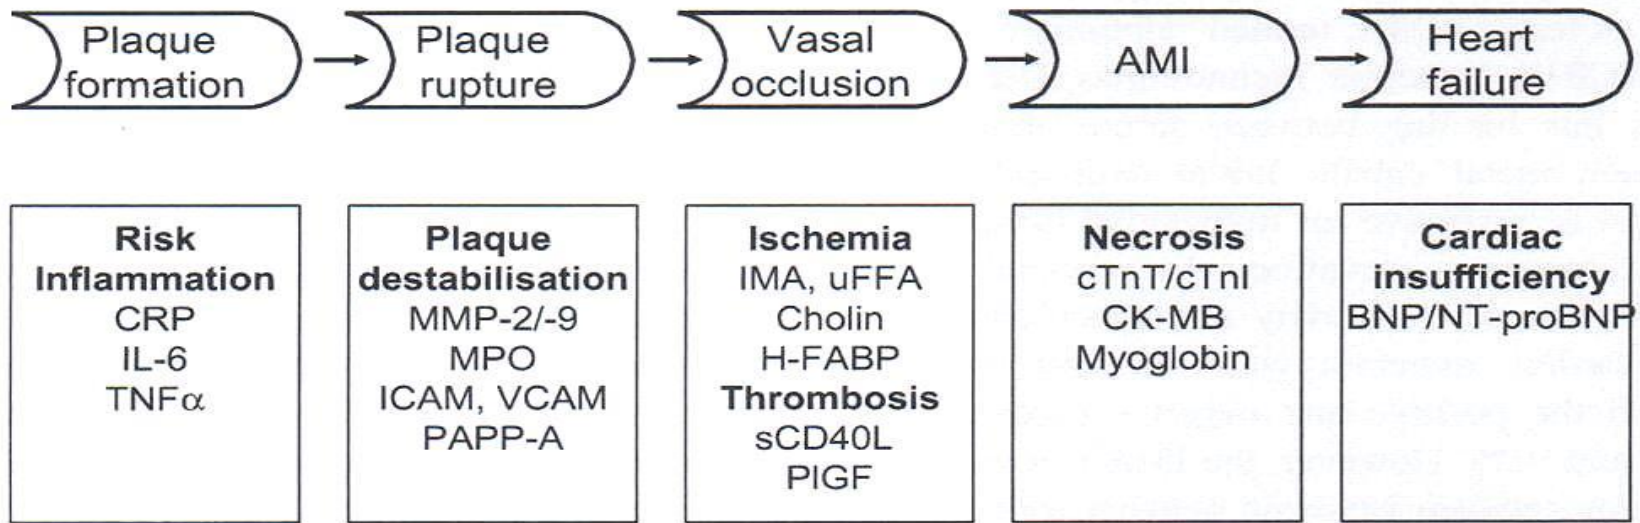 Plaque
formation
Plaque
rupture
Vasal
occlusion
AMI
Heart
failure
Risk
Inflammation
CRP
IL-6
TNFα
Plaque
destabilisation
MMP-2/-9
MPO
ICAM, VCAM
PAPP-A
Ischemia
IMA, uFFA
Cholin
H-FABP
Thrombosis
sCD40L
PlGF
Necrosis
cTnT/cTnI
CK-MB
Myoglobin
Cardiac
insufficiency
BNP/NT-proBNP